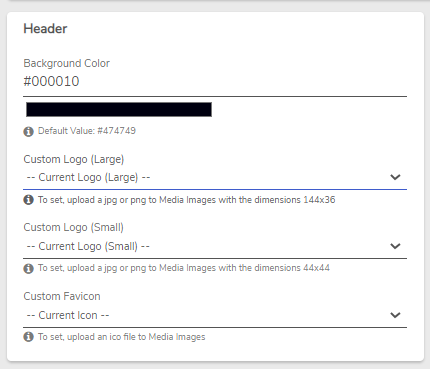 Header
Background Color
#000010
Default Value: #474749
Custom Logo (Large)
-- Current Logo (Large) --
To set, upload a jpg or png to Media Images with the dimensions 144x36
Custom Logo (Small)
-- Current Logo (Small) --
To set, upload a jpg or png to Media Images with the dimensions 44x44
Custom Favicon
-- Current Icon --
To set, upload an ico file to Media Images